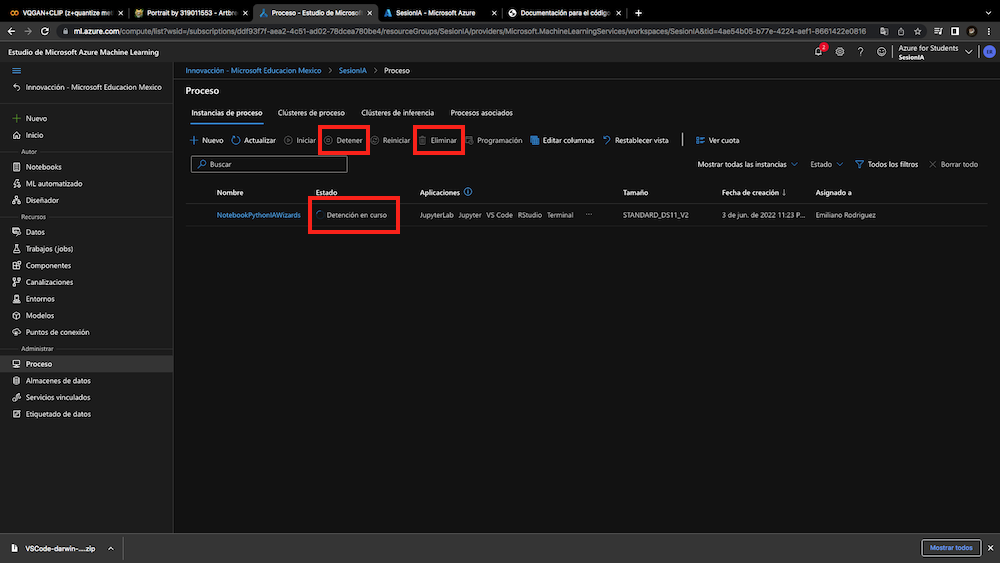 VQGAN+CLIP (z+quantize me
Portrait by 319011553 - Artbre
Proceso - Estudio de Microsof
SesionIA - Microsoft Azure
Documentación para el código
ml.azure.com/compute/list?wsid=/subscriptions/ddf93f7f-aea2-4c51-ad02-78dcea780be4/resourceGroups/SesionIA/providers/Microsoft.MachineLearningServices/workspaces/SesionIA&tid=4ae54b05-b77e-4224-aef1-8661422e0816
Estudio de Microsoft Azure Machine Learning
2
Azure for Students
SesionIA
ER
Innovacción - Microsoft Educacion Mexico
Nuevo
Inicio
Autor
Notebooks
ML automatizado
Diseñador
Recursos
Datos
Trabajos (jobs)
Componentes
Canalizaciones
Entornos
Modelos
Puntos de conexión
Administrar
Proceso
Almacenes de datos
Servicios vinculados
Etiquetado de datos
Innovacción - Microsoft Educacion Mexico > SesionIA > Proceso
Proceso
Instancias de proceso Clústeres de proceso Clústeres de inferencia Procesos asociados
Nuevo Actualizar Iniciar Detener Reiniciar Eliminar Programación Editar columnas Restablecer vista Ver cuota
Buscar
Mostrar todas las instancias Estado Todos los filtros Borrar todo
Nombre Estado Aplicaciones Tamaño Fecha de creación ↓ Asignado a
NotebookPythonIAWizards Detención en curso JupyterLab Jupyter VS Code RStudio Terminal ... STANDARD_DS11_V2 3 de jun. de 2022 11:23 P... Emiliano Rodriguez
VSCode-darwin-....zip
Mostrar todos